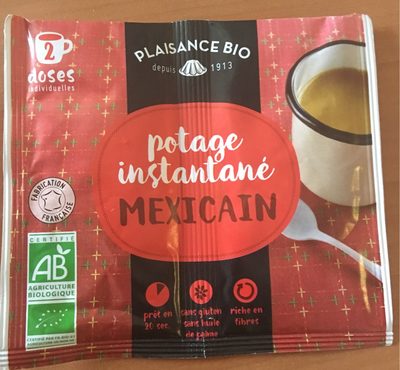 2
doses
individuelles
PLAISANCE BIO
depuis 1913
potage
instantané
MEXICAIN
FABRICATION
FRANÇAISE
CERTIFIÉ
AB
AGRICULTURE
BIOLOGIQUE
prêt en
20 sec.
sans gluten
sans huile
de palme
riche en
fibres